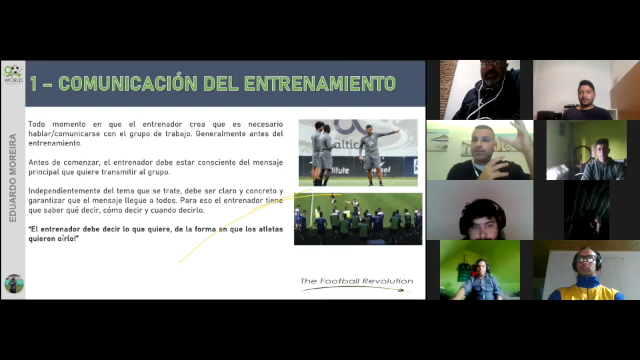 WORLD
1 – COMUNICACIÓN DEL ENTRENAMIENTO
EDUARDO MOREIRA
Todo momento en que el entrenador crea que es necesario
hablar/comunicarse con el grupo de trabajo. Generalmente antes del
entrenamiento.
Antes de comenzar, el entrenador debe estar consciente del mensaje
principal que quiere transmitir al grupo.
Independientemente del tema que se trate, debe ser claro y concreto y
garantizar que el mensaje llegue a todos. Para eso el entrenador tiene
que saber qué decir, cómo decir y cuando decirlo.
“El entrenador debe decir lo que quiere, de la forma en que los atletas
quieren oírlo!”
The Football Revolution